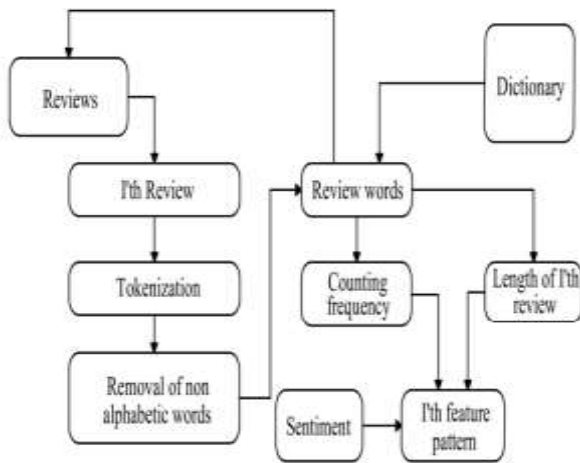 Reviews
Dictionary
I'th Review
Review words
Tokenization
Counting
frequency
Length of I'th
review
Removal of non
alphabetic words
Sentiment
I'th feature
pattern